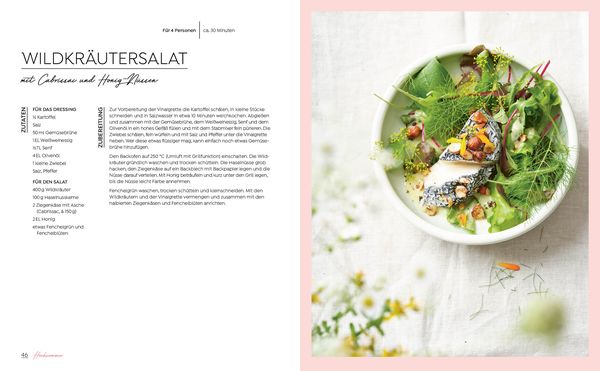 Für 4 Personen
ca. 30 Minuten
WILDKRÄUTERSALAT
mit Cabrissac und Honig-Nüssen
ZUTATEN
FÜR DAS DRESSING
½ Kartoffel
Salz
50 ml Gemüsebrühe
1 EL Weißweinessig
½ TL Senf
4 EL Olivenöl
1 kleine Zwiebel
Salz, Pfeffer
FÜR DEN SALAT
400 g Wildkräuter
100 g Haselnusskerne
2 Ziegenkäse mit Asche
(Cabrissac, à 150 g)
2 EL Honig
etwas Fenchelgrün und
Fenchelblüten
ZUBEREITUNG
Zur Vorbereitung der Vinaigrette die Kartoffel schälen, in kleine Stücke
schneiden und in Salzwasser in etwa 10 Minuten weichkochen. Abgießen
und zusammen mit der Gemüsebrühe, dem Weißweinessig, Senf und dem
Olivenöl in ein hohes Gefäß füllen und mit dem Stabmixer fein pürieren. Die
Zwiebel schälen, fein würfeln und mit Salz und Pfeffer unter die Vinaigrette
heben. Wer diese etwas flüssiger mag, kann einfach noch etwas Gemüse-
brühe hinzufügen.
Den Backofen auf 250 °C (Umluft mit Grillfunktion) einschalten. Die Wild-
kräuter gründlich waschen und trocken schütteln. Die Haselnüsse grob
hacken, den Ziegenkäse auf ein Backblech mit Backpapier legen und die
Nüsse darauf verteilen. Mit Honig beträufeln und kurz unter den Grill legen,
bis die Nüsse leicht Farbe annehmen.
Fenchelgrün waschen, trocken schütteln und kleinschneiden. Mit den
Wildkräutern und der Vinaigrette vermengen und zusammen mit den
halbierten Ziegenkäsen und Fenchelblüten anrichten.
46
Hochsommer